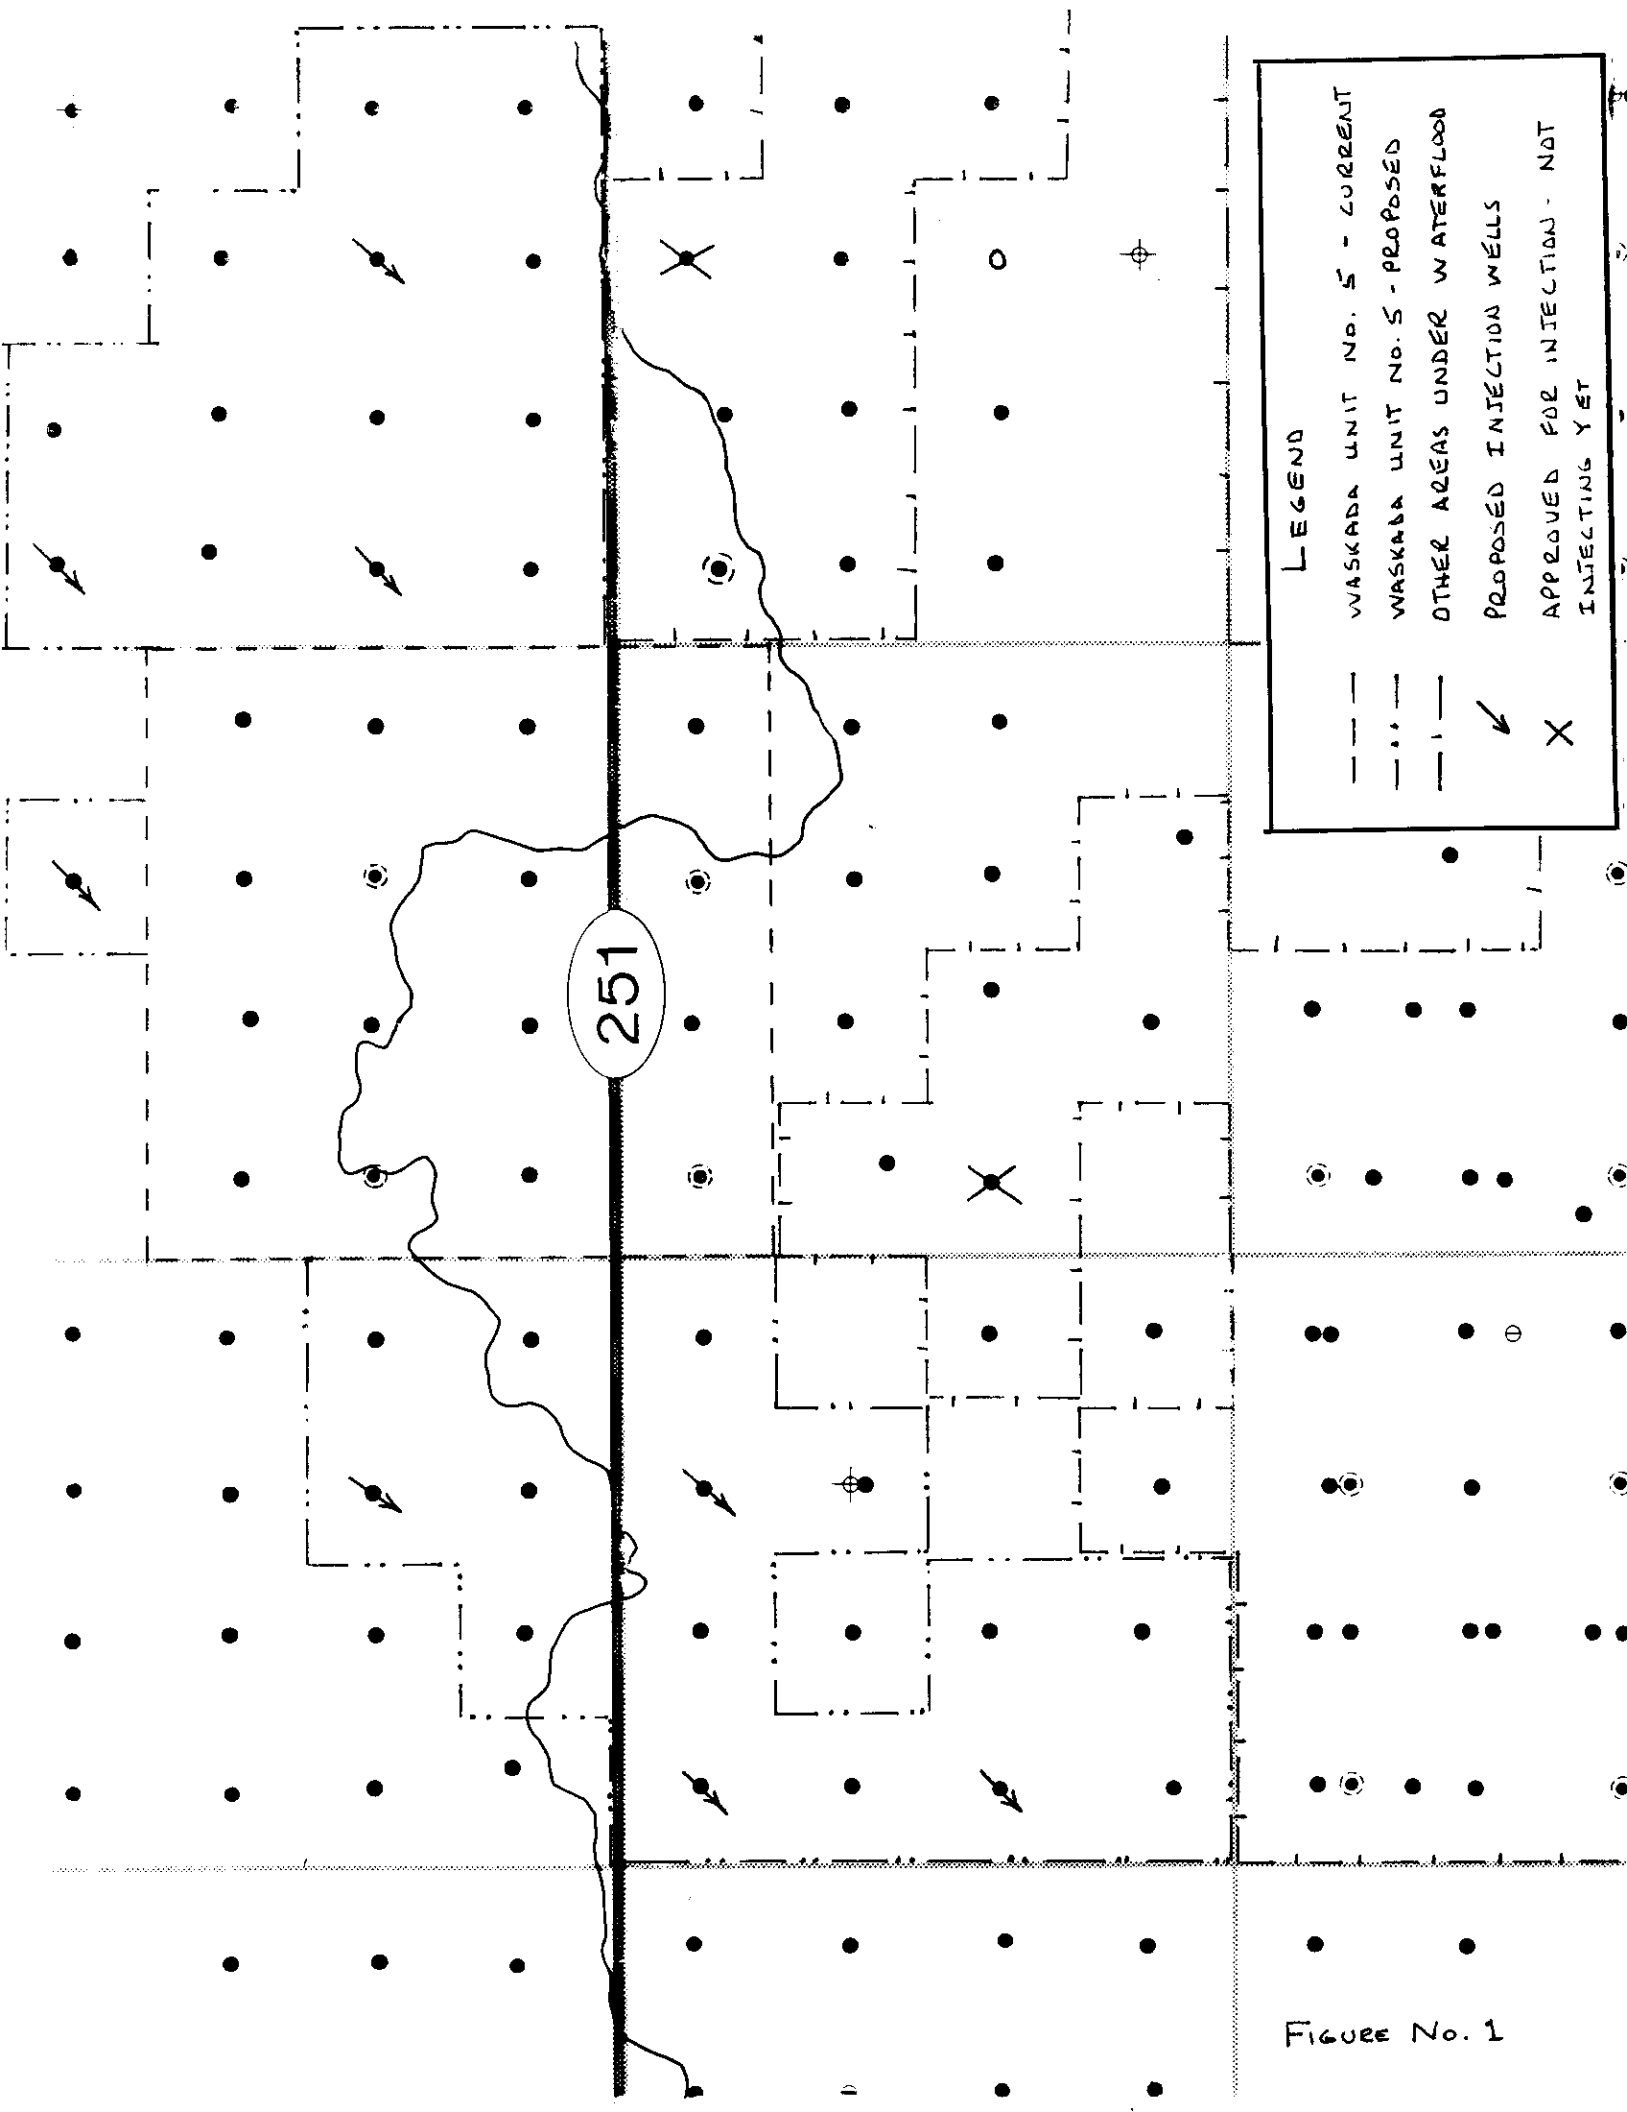 251
LEGEND
WASKADA UNIT NO. 5 - CURRENT
WASKADA UNIT NO. 5 - PROPOSED
OTHER AREAS UNDER WATERFLOOD
PROPOSED INJECTION WELLS
APPROVED FOR INJECTION - NOT
INJECTING YET
FIGURE NO. 1